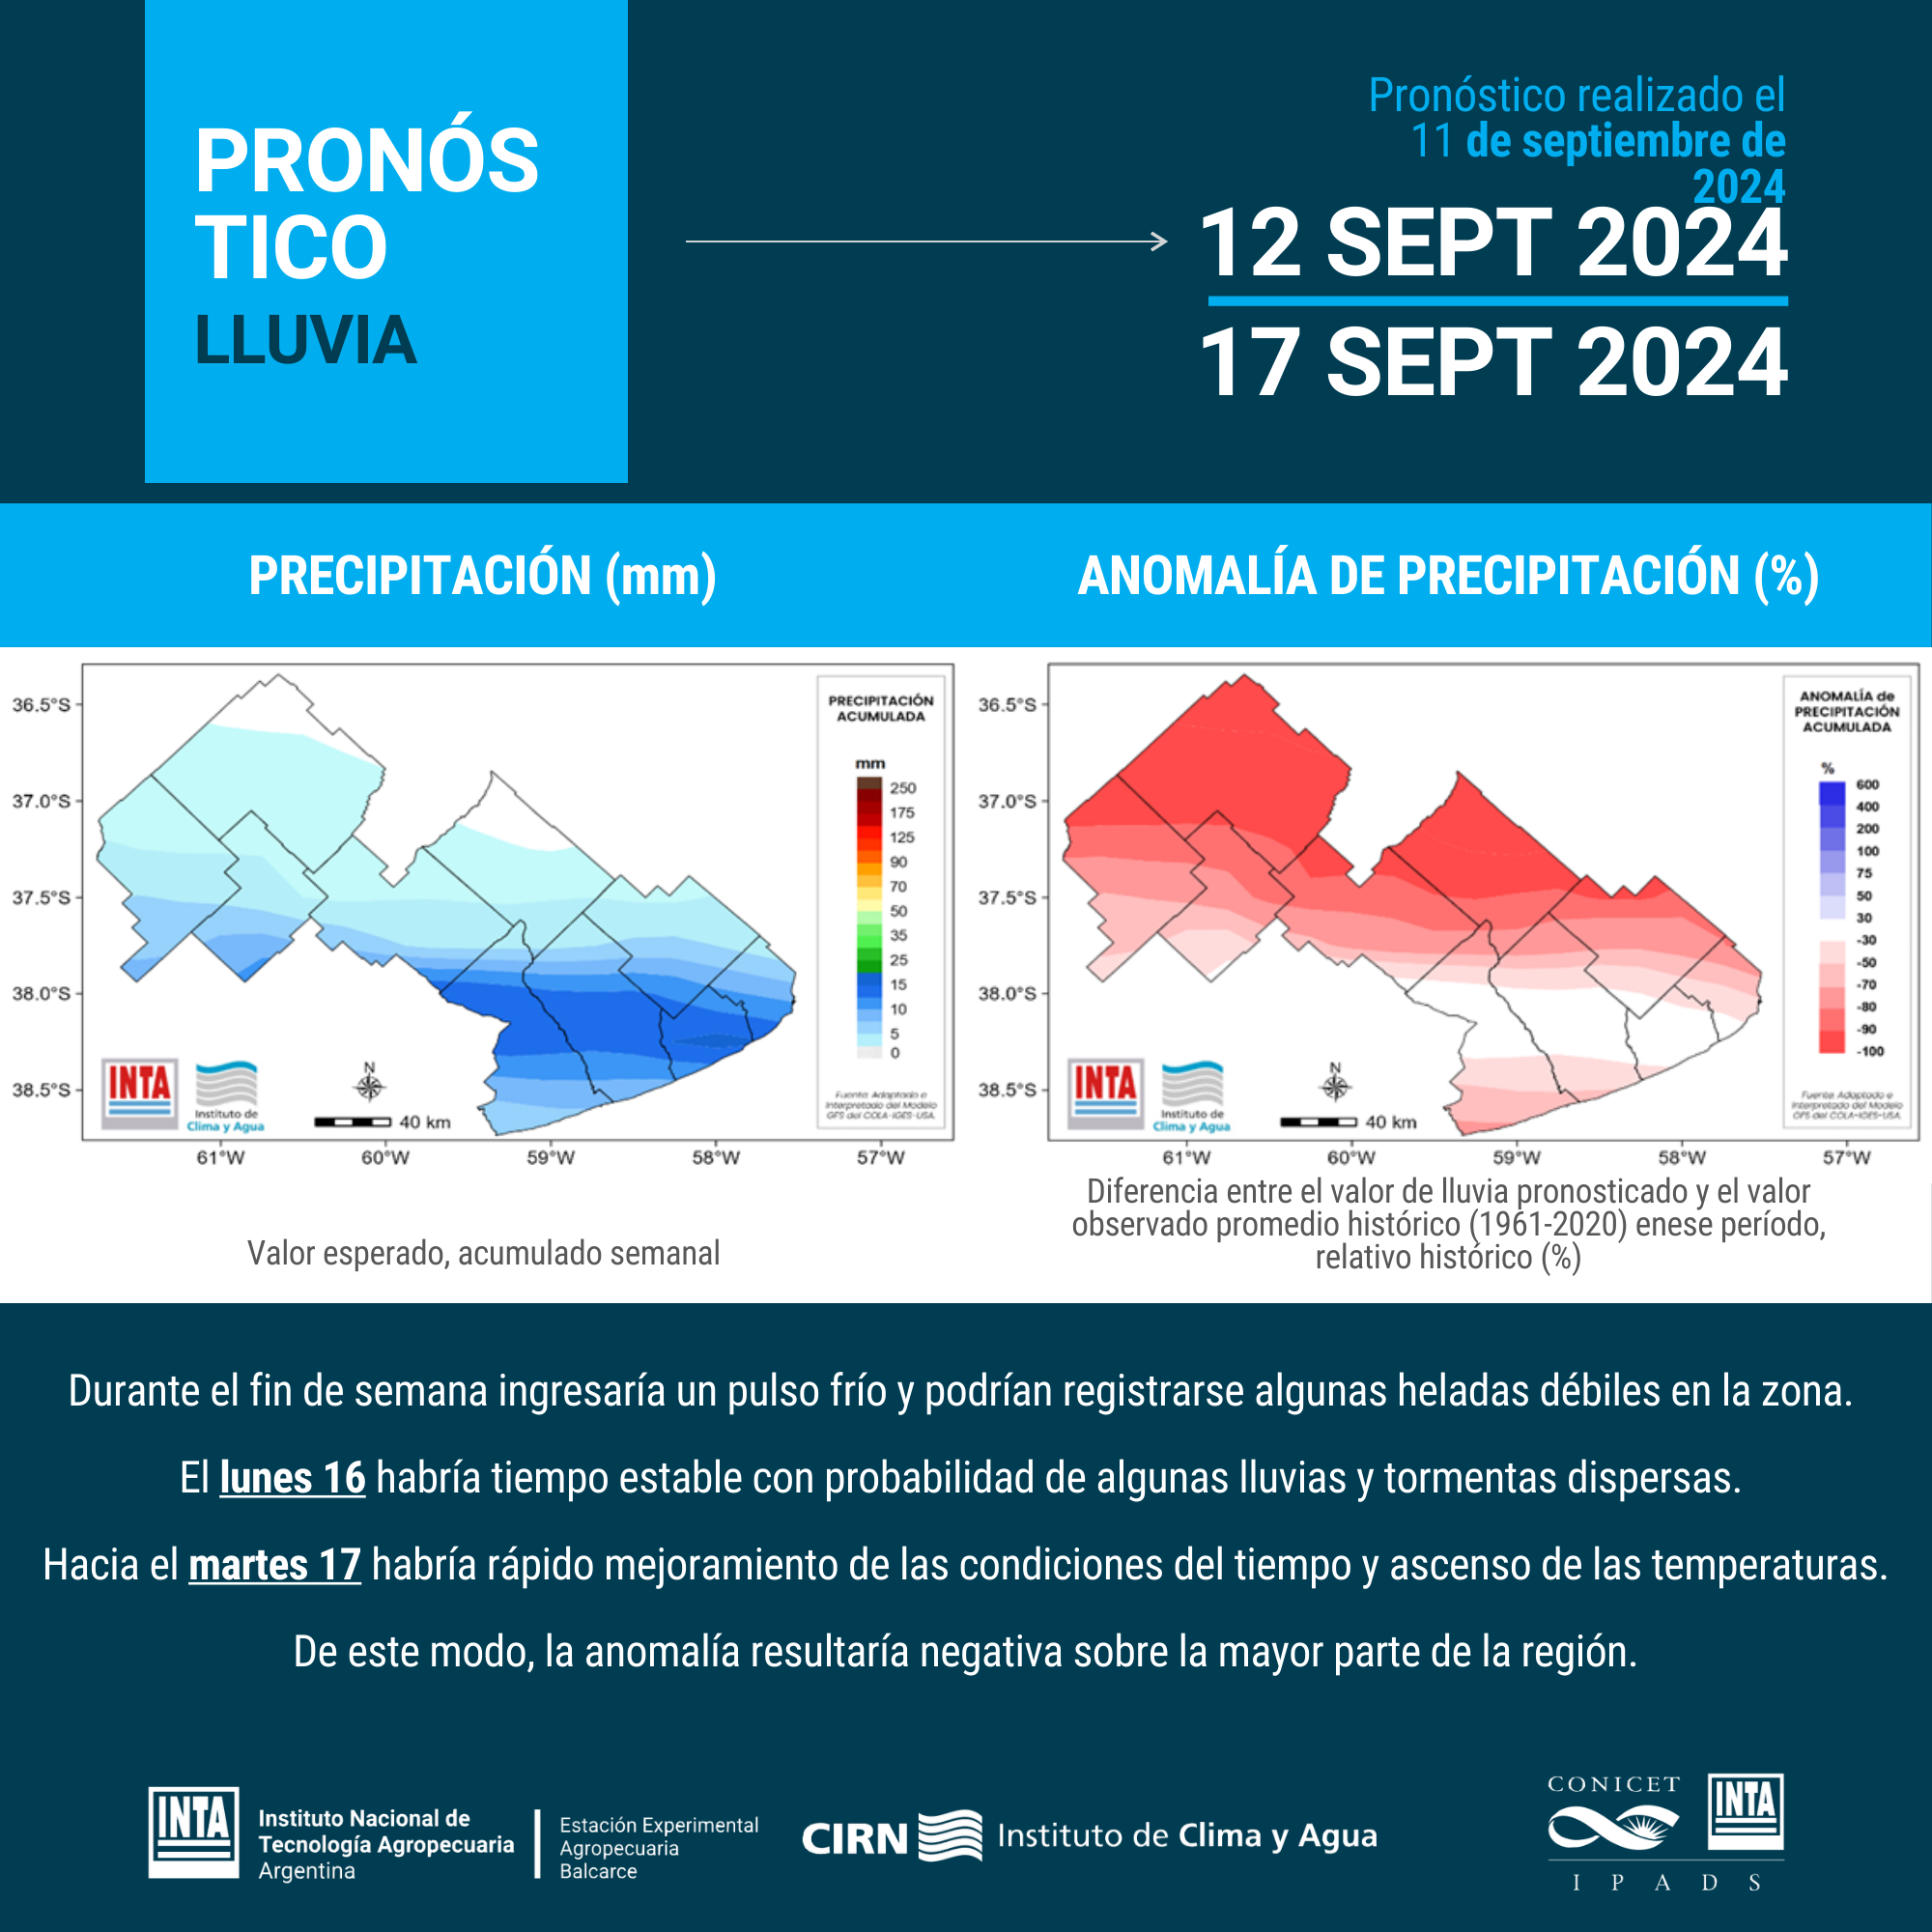 PRONÓS
TICO
LLUVIA
Pronóstico realizado el
11 de septiembre de
2024
12 SEPT 2024
17 SEPT 2024
PRECIPITACIÓN (mm)
ANOMALÍA DE PRECIPITACIÓN (%)
36.5°S
37.0°S
37.5°S
38.0°S
38.5°S
61°W
60°W
59°W
58°W
57°W
PRECIPITACIÓN
ACUMULADA
mm
250
175
125
90
70
50
35
25
15
10
5
0
INTA
Instituto de
Clima y Agua
N
40 km
Fuente: Adaptado e
Interpretado del Modelo
GFS del COLA-IGES-USA.
36.5°S
37.0°S
37.5°S
38.0°S
38.5°S
61°W
60°W
59°W
58°W
57°W
ANOMALÍA de
PRECIPITACIÓN
ACUMULADA
%
600
400
200
100
75
50
30
-30
-50
-70
-80
-90
-100
INTA
Instituto de
Clima y Agua
N
40 km
Fuente: Adaptado e
Interpretado del Modelo
GFS del COLA-IGES-USA.
Valor esperado, acumulado semanal
Diferencia entre el valor de lluvia pronosticado y el valor
observado promedio histórico (1961-2020) enese período,
relativo histórico (%)
Durante el fin de semana ingresaría un pulso frío y podrían registrarse algunas heladas débiles en la zona.
El lunes 16 habría tiempo estable con probabilidad de algunas lluvias y tormentas dispersas.
Hacia el martes 17 habría rápido mejoramiento de las condiciones del tiempo y ascenso de las temperaturas.
De este modo, la anomalía resultaría negativa sobre la mayor parte de la región.
INTA
Instituto Nacional de
Tecnología Agropecuaria
Argentina
Estación Experimental
Agropecuaria
Balcarce
CIRN
Instituto de Clima y Agua
CONICET
INTA
I P A D S